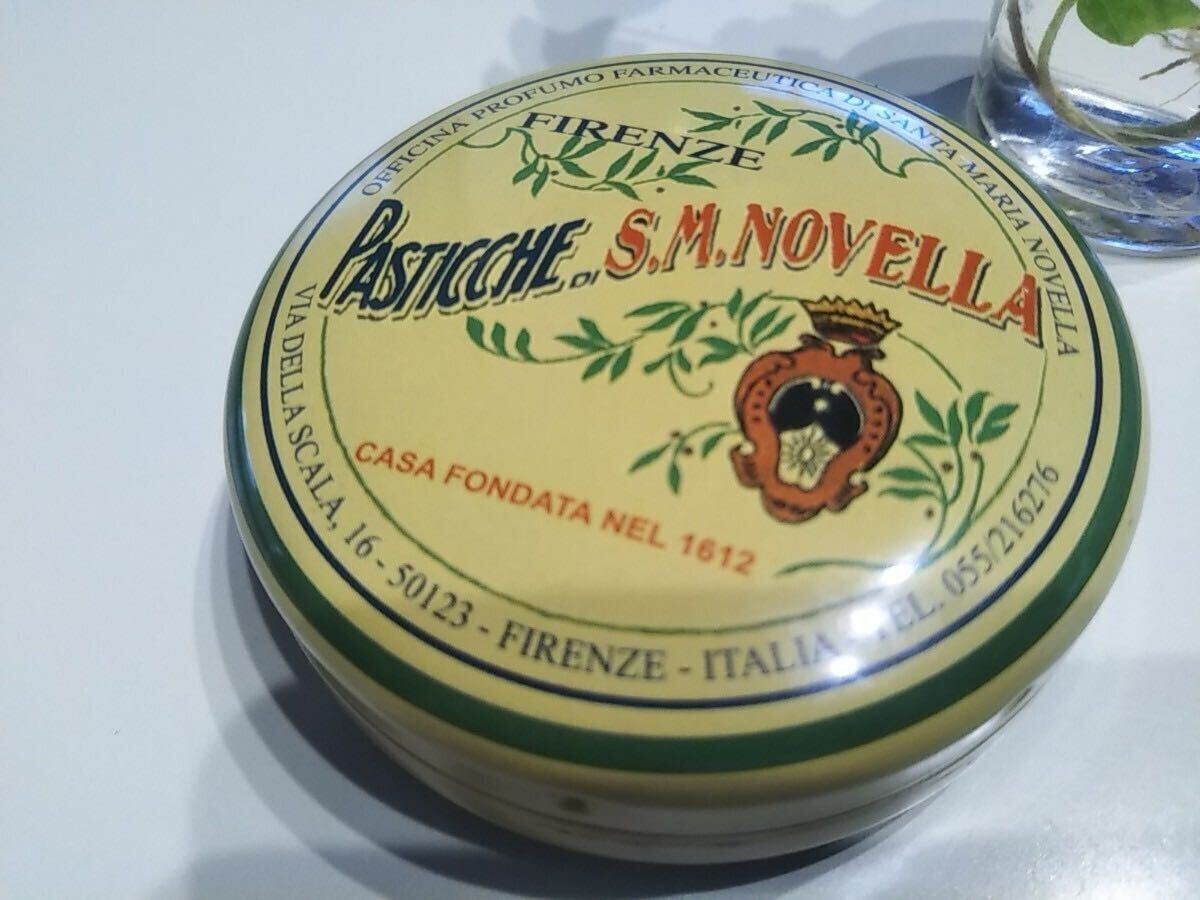 OFFICINA PROFUMO FARMACEUTICA DI SANTA MARIA NOVELLA
FIRENZE
PASTICCHE DI S.M.NOVELLA
CASA FONDATA NEL 1612
VIA DELLA SCALA, 16 - 50123 - FIRENZE - ITALIA - TEL. 055/216276